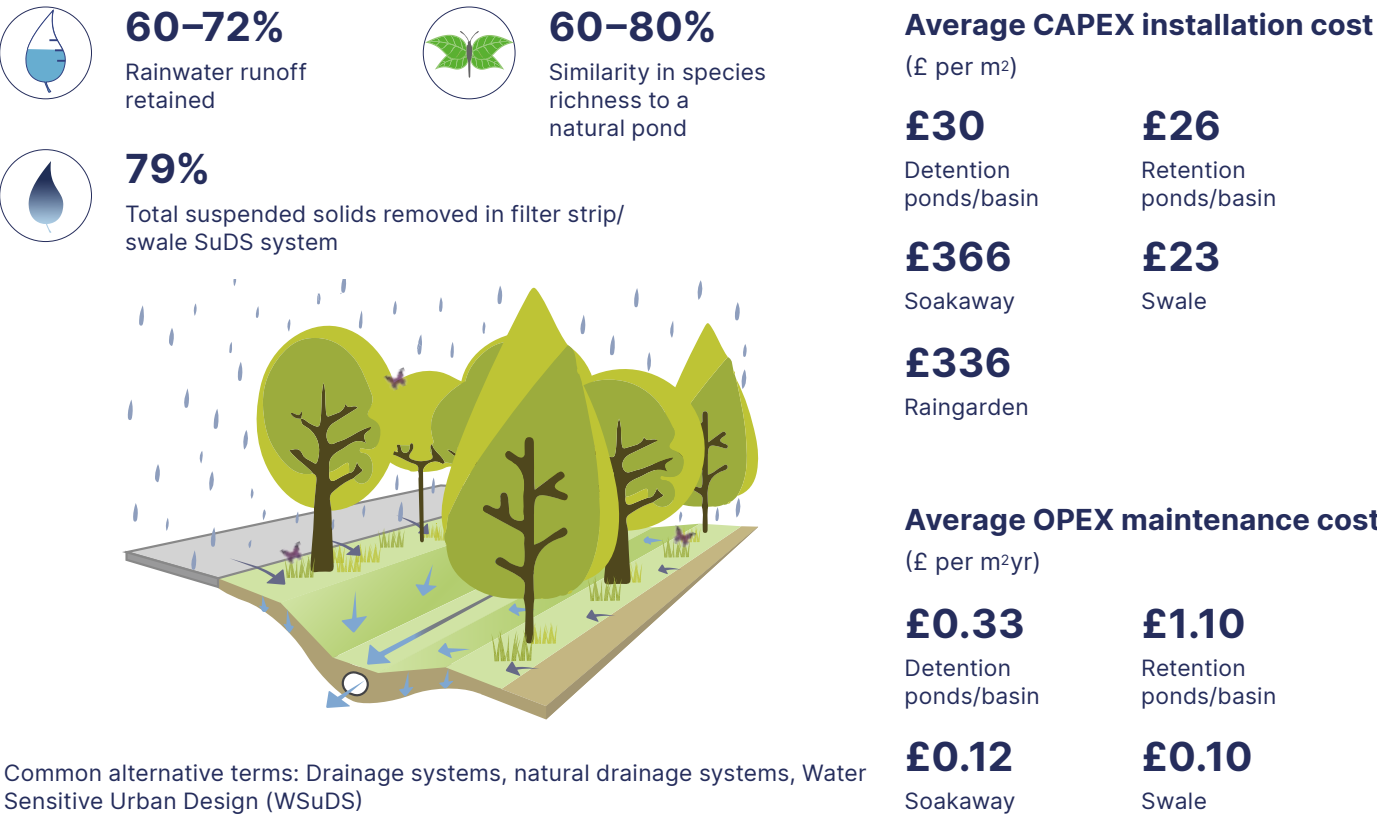 60–72%
Rainwater runoff
retained
60–80%
Similarity in species
richness to a
natural pond
79%
Total suspended solids removed in filter strip/
swale SuDS system
Common alternative terms: Drainage systems, natural drainage systems, Water
Sensitive Urban Design (WSuDS)
Average CAPEX installation cost
(£ per m2)
£30
Detention
ponds/basin
£26
Retention
ponds/basin
£366
Soakaway
£23
Swale
£336
Raingarden
Average OPEX maintenance cost
(£ per m2yr)
£0.33
Detention
ponds/basin
£1.10
Retention
ponds/basin
£0.12
Soakaway
£0.10
Swale